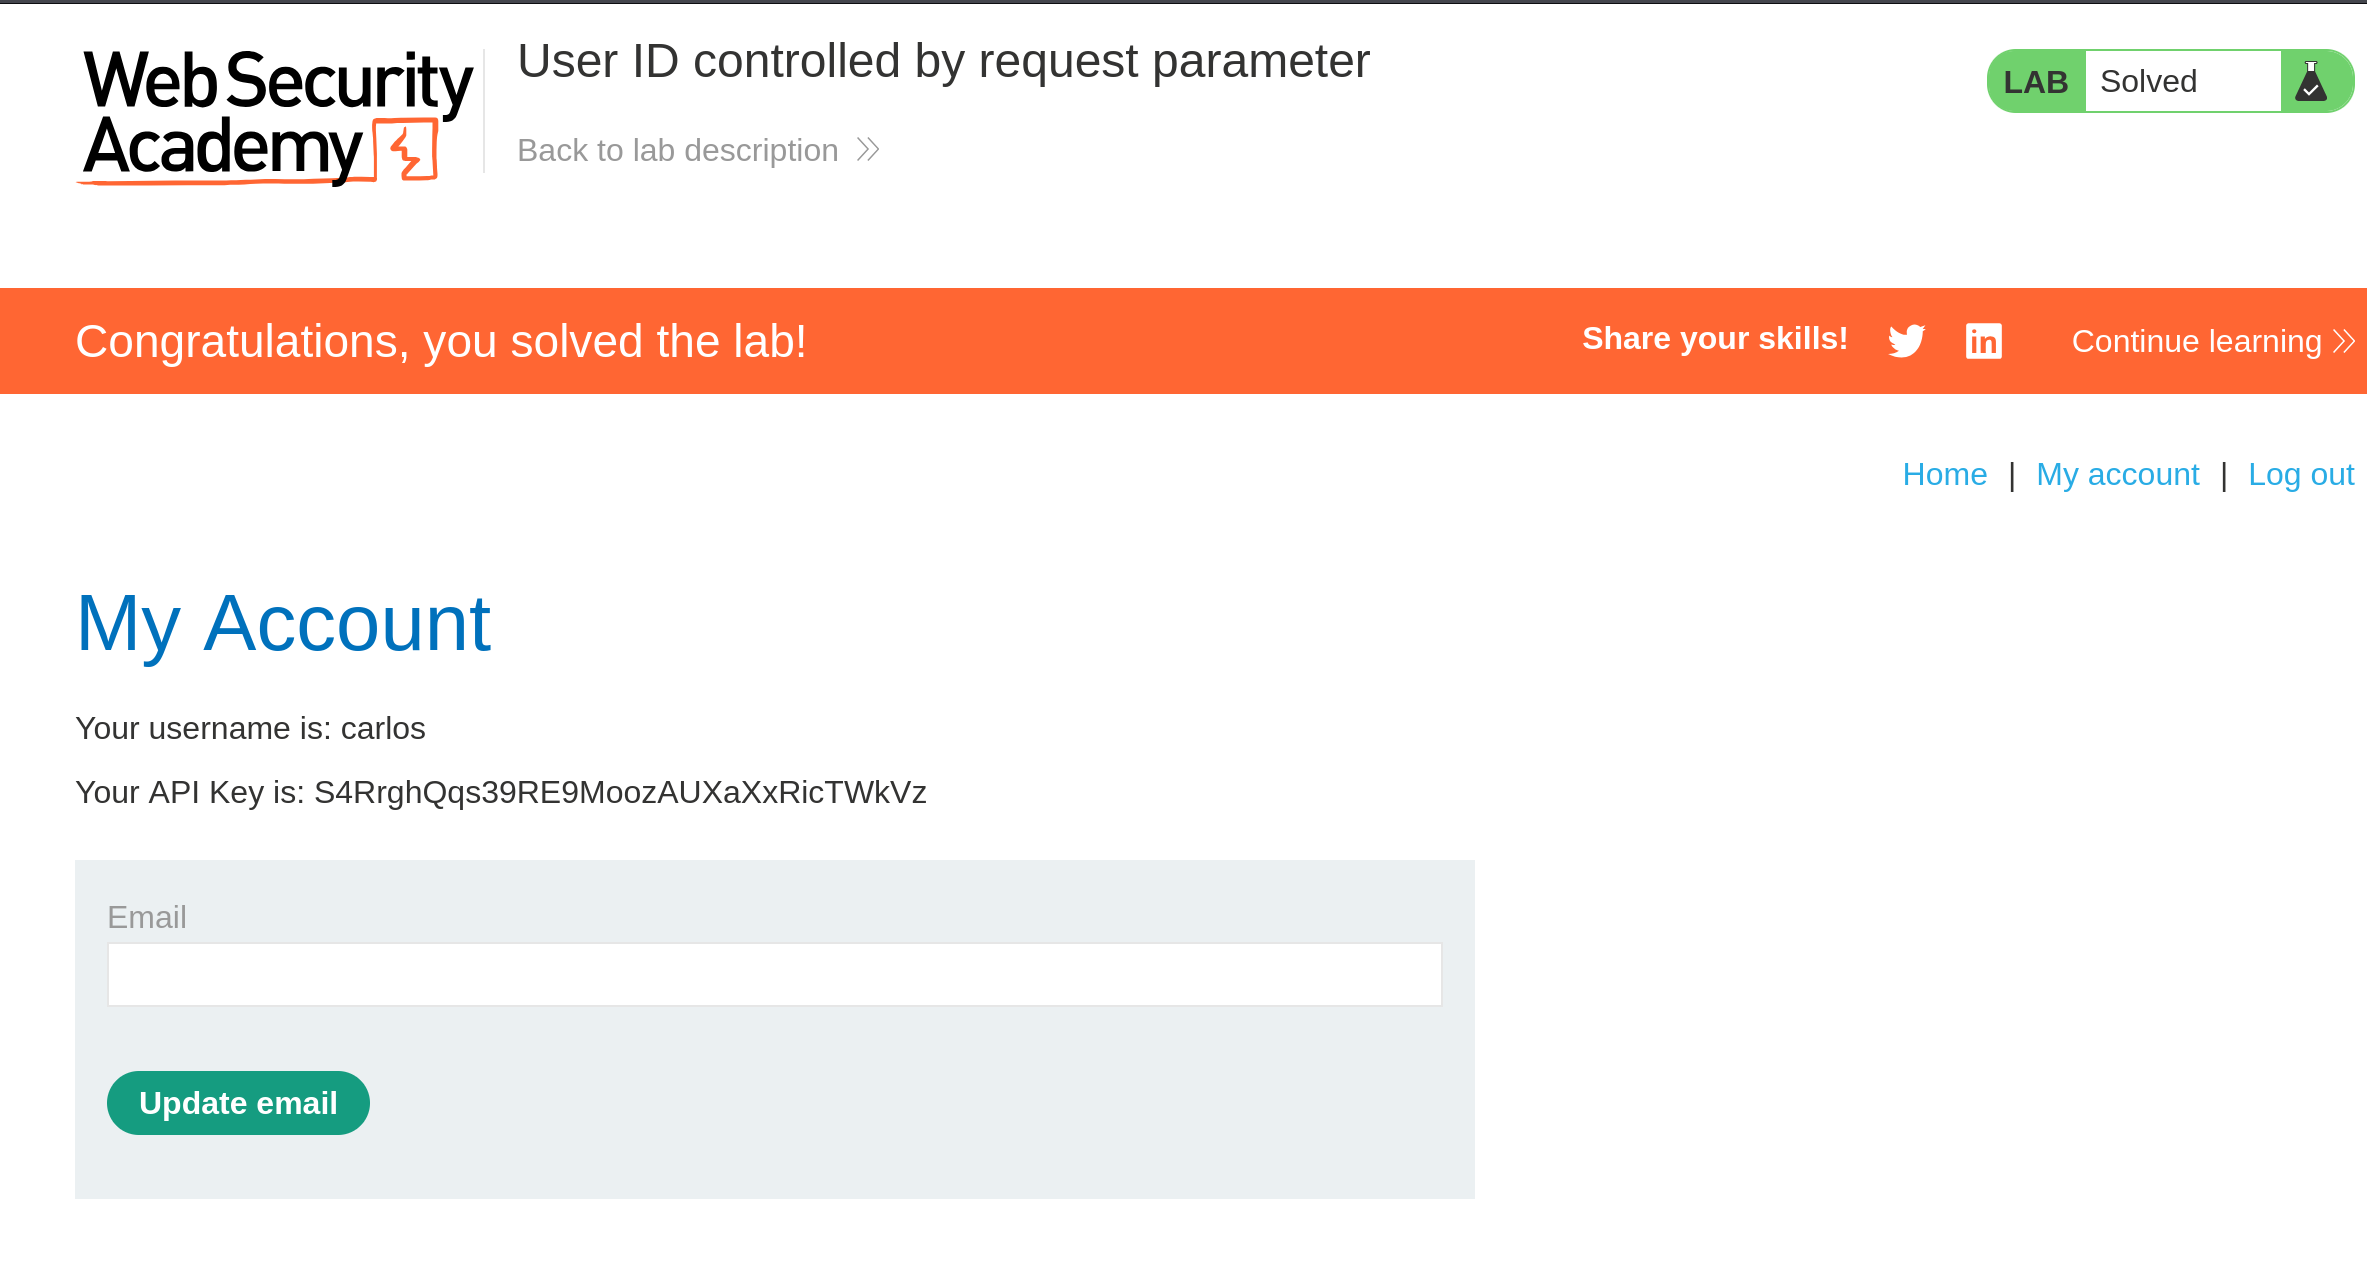 Web Security
Academy
User ID controlled by request parameter
Back to lab description
LAB Solved
Congratulations, you solved the lab!
Share your skills!
Continue learning
Home | My account | Log out
My Account
Your username is: carlos
Your API Key is: S4RrghQqs39RE9MoozAUXaXxRicTWkVz
Email
Update email